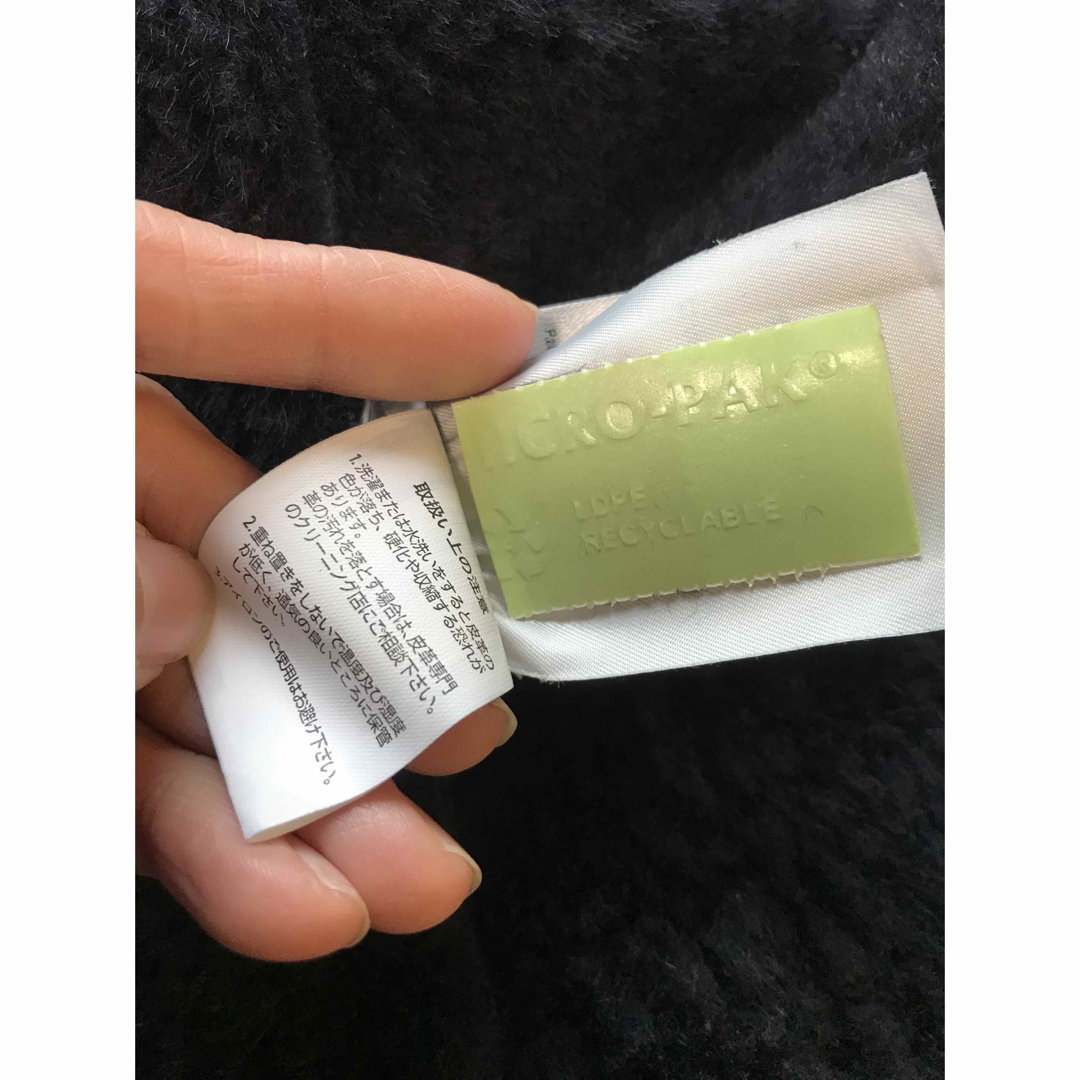 取扱い上の注意
1. 洗濯または水洗いをすると皮革の
色が落ち、硬化や収縮する恐れが
あります。
革の汚れを落とす場合は、皮革専門
のクリーニング店にご相談下さい。
2. 重ね置きをしないで温度及び湿度
が低く、通気の良いところに保管
して下さい。
3. アイロンのご使用はお避け下さい。
MICRO-PAK®
LDPE
RECYCLABLE